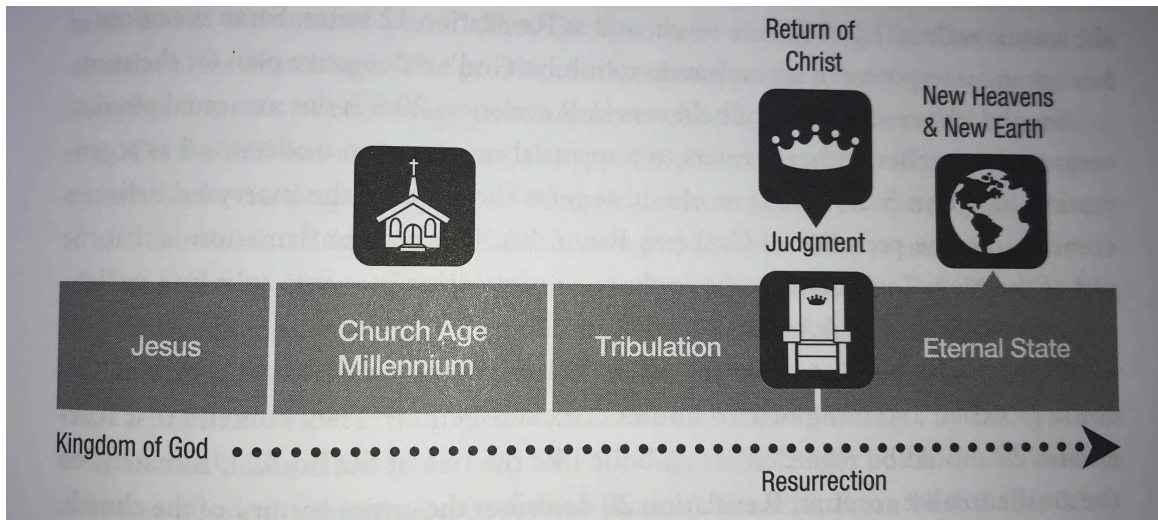 Return of
Christ
New Heavens
& New Earth
Judgment
Jesus
Church Age
Millennium
Tribulation
Eternal State
Kingdom of God
Resurrection